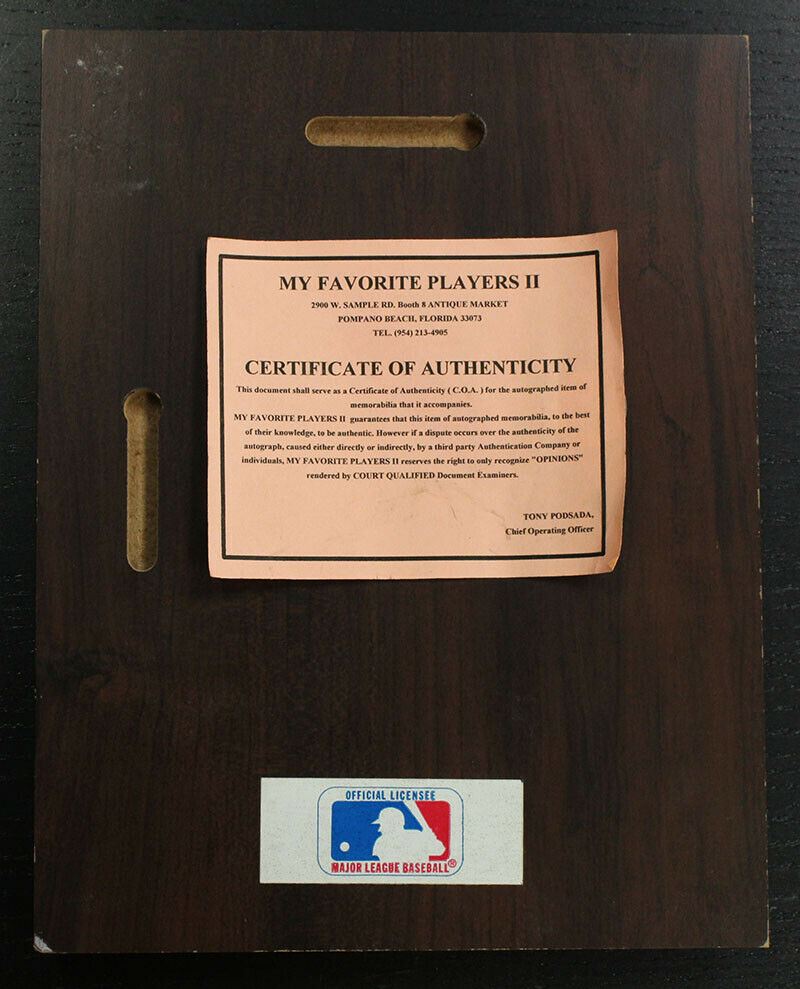 MY FAVORITE PLAYERS II
2900 W. SAMPLE RD. Booth 8 ANTIQUE MARKET
POMPANO BEACH, FLORIDA 33073
TEL. (954) 213-4905
CERTIFICATE OF AUTHENTICITY
This document shall serve as a Certificate of Authenticity ( C.O.A. ) for the autographed item of
memorabilia that it accompanies.
MY FAVORITE PLAYERS II guarantees that this item of autographed memorabilia, to the best
of their knowledge, to be authentic. However if a dispute occurs over the authenticity of the
autograph, caused either directly or indirectly, by a third party Authentication Company or
individuals, MY FAVORITE PLAYERS II reserves the right to only recognize "OPINIONS"
rendered by COURT QUALIFIED Document Examiners.
TONY PODSADA,
Chief Operating Officer
OFFICIAL LICENSEE
MAJOR LEAGUE BASEBALL®